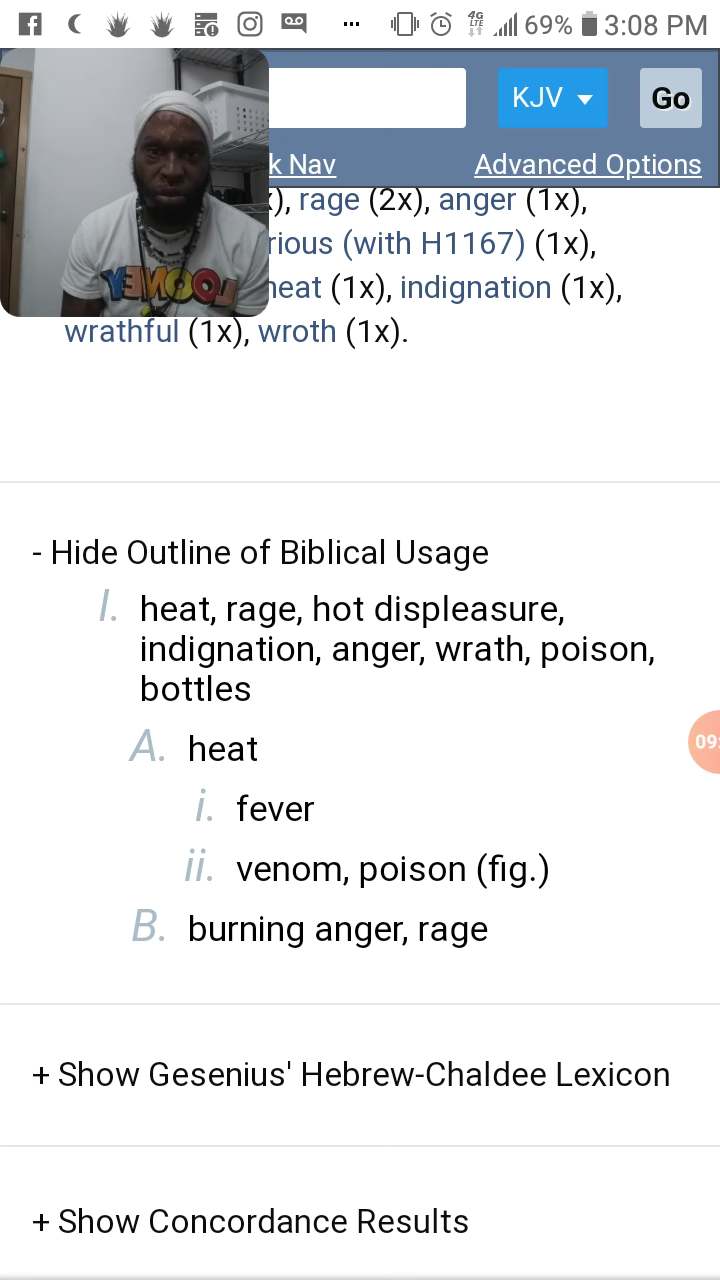 69% 3:08 PM
4G LTE
KJV Go
k Nav Advanced Options
), rage (2x), anger (1x),
rious (with H1167) (1x),
heat (1x), indignation (1x),
wrathful (1x), wroth (1x).
LOONEY
- Hide Outline of Biblical Usage
I. heat, rage, hot displeasure,
indignation, anger, wrath, poison,
bottles
A. heat
i. fever
ii. venom, poison (fig.)
B. burning anger, rage
09:
+ Show Gesenius' Hebrew-Chaldee Lexicon
+ Show Concordance Results